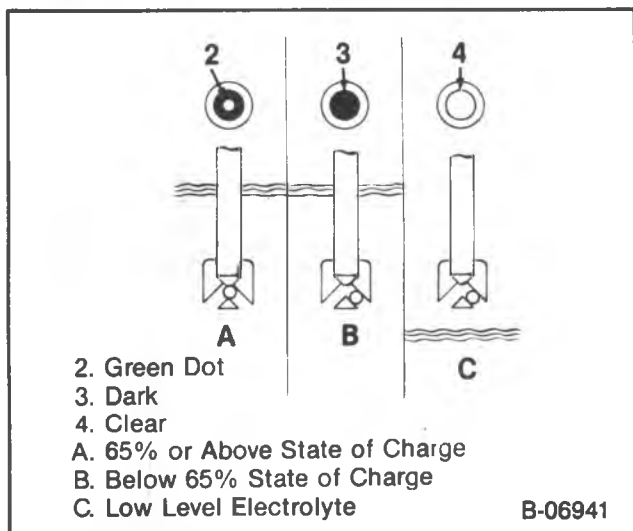 2 3 4
A B
C
2. Green Dot
3. Dark
4. Clear
A. 65% or Above State of Charge
B. Below 65% State of Charge
C. Low Level Electrolyte B-06941